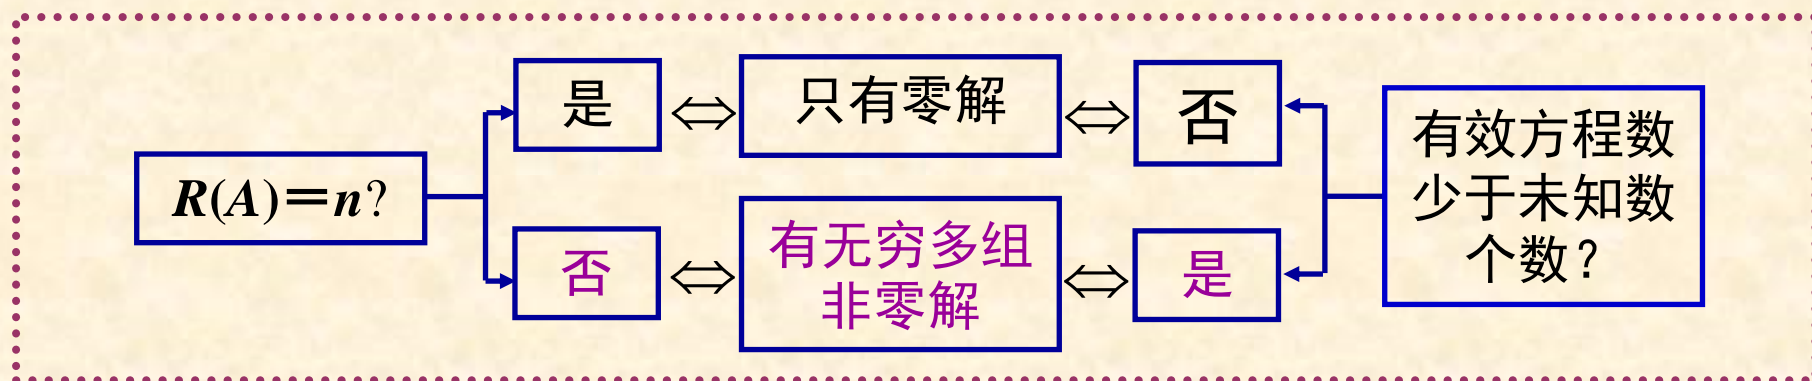 R(A)=n?
是
只有零解
否
否
有无穷多组
非零解
是
有效方程数
少于未知数
个数?